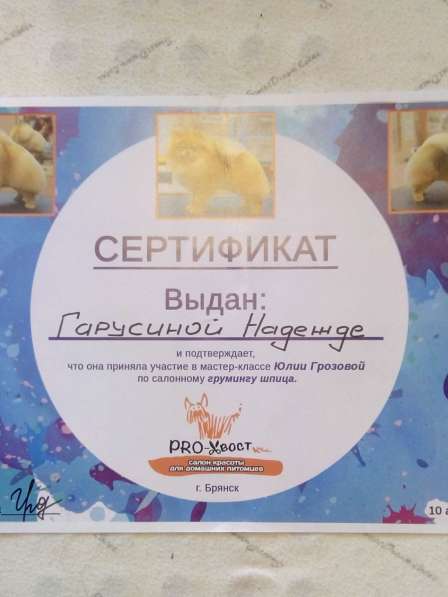 СЕРТИФИКАТ
Выдан:
Гарусиной Надежде
и подтверждает,
что она приняла участие в мастер-классе Юлии Грозовой
по салонному грумингу шпица.
PRO-Хвост
салон красоты
для домашних питомцев
г. Брянск
10 а